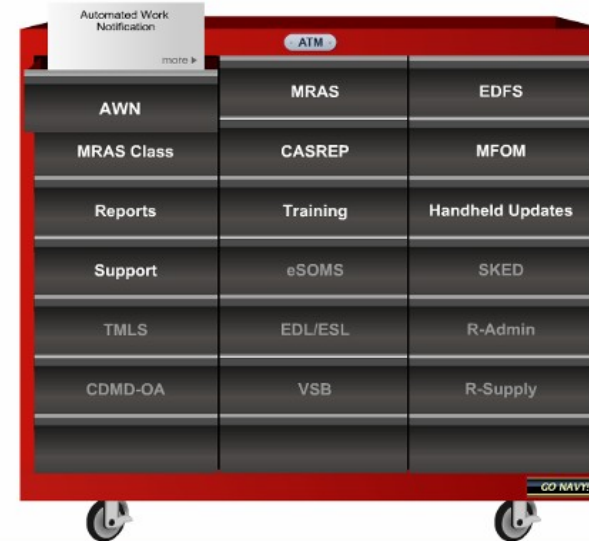 Automated Work
Notification
more
ATM
AWN
MRAS
EDFS
MRAS Class
CASREP
MFOM
Reports
Training
Handheld Updates
Support
eSOMS
SKED
TMLS
EDL/ESL
R-Admin
CDMD-OA
VSB
R-Supply
GO NAVY!